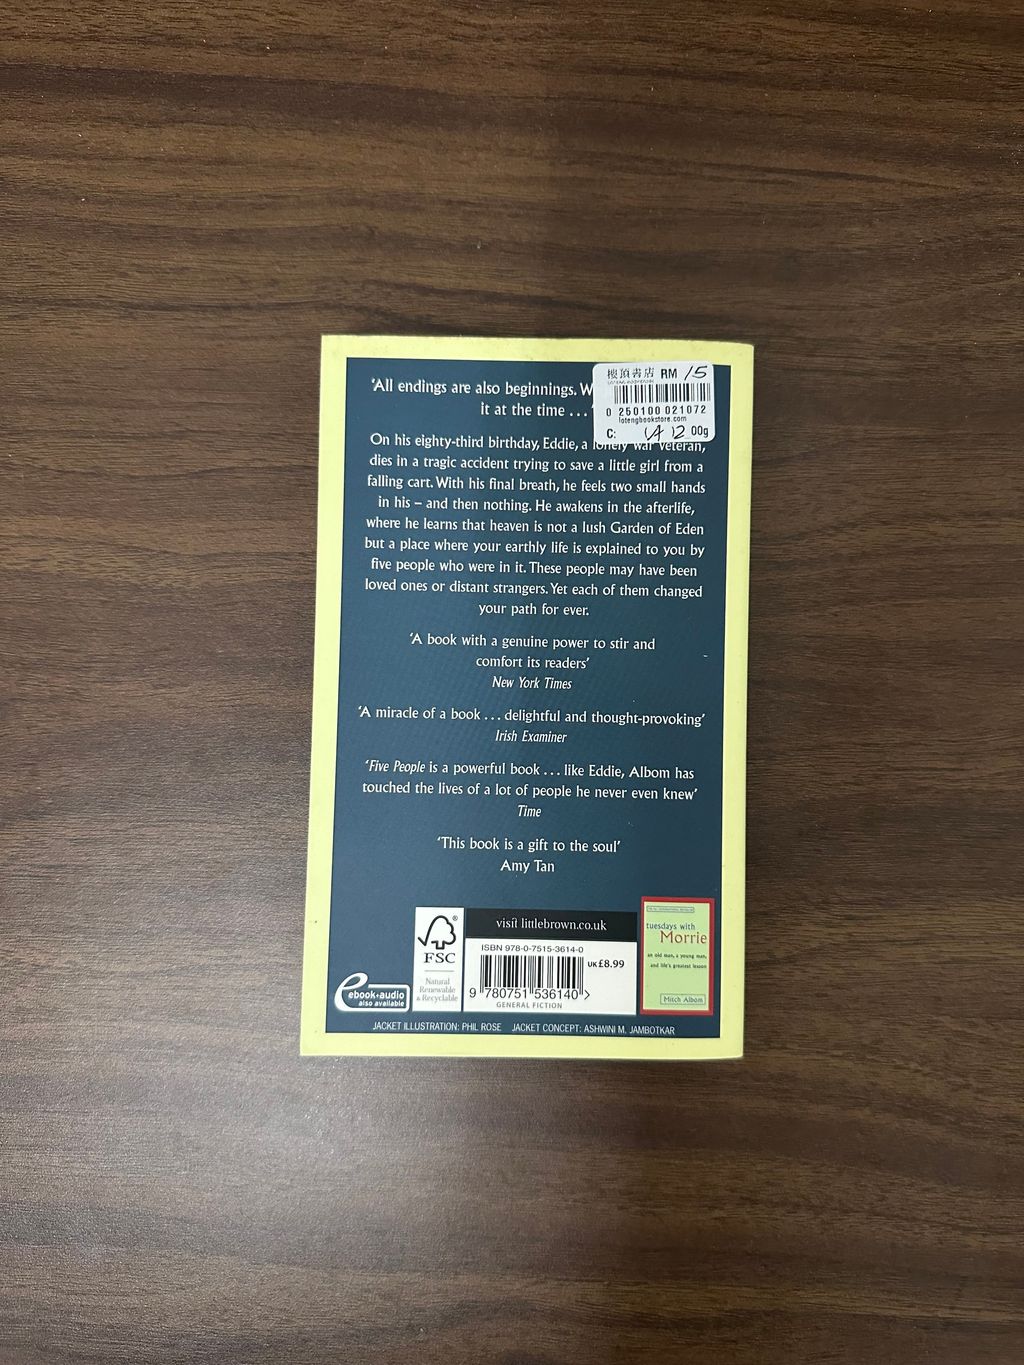 'All endings are also beginnings. W
it at the time . . . '
樓頂書店 RM 15
0 250100 021072
lotengbookstore.com
C: 12 00g
On his eighty-third birthday, Eddie, a lonely war veteran,
dies in a tragic accident trying to save a little girl from a
falling cart. With his final breath, he feels two small hands
in his – and then nothing. He awakens in the afterlife,
where he learns that heaven is not a lush Garden of Eden
but a place where your earthly life is explained to you by
five people who were in it. These people may have been
loved ones or distant strangers. Yet each of them changed
your path for ever.
'A book with a genuine power to stir and
comfort its readers'
New York Times
'A miracle of a book . . . delightful and thought-provoking'
Irish Examiner
'Five People is a powerful book . . . like Eddie, Albom has
touched the lives of a lot of people he never even knew'
Time
'This book is a gift to the soul'
Amy Tan
ebook+audio
also available
FSC
Natural
Renewable
& Recyclable
visit littlebrown.co.uk
ISBN 978-0-7515-3614-0
UK £8.99
9 780751 536140 >
GENERAL FICTION
tuesdays with
Morrie
an old man, a young man,
and life's greatest lesson
Mitch Albom
JACKET ILLUSTRATION: PHIL ROSE JACKET CONCEPT: ASHWINI M. JAMBOTKAR